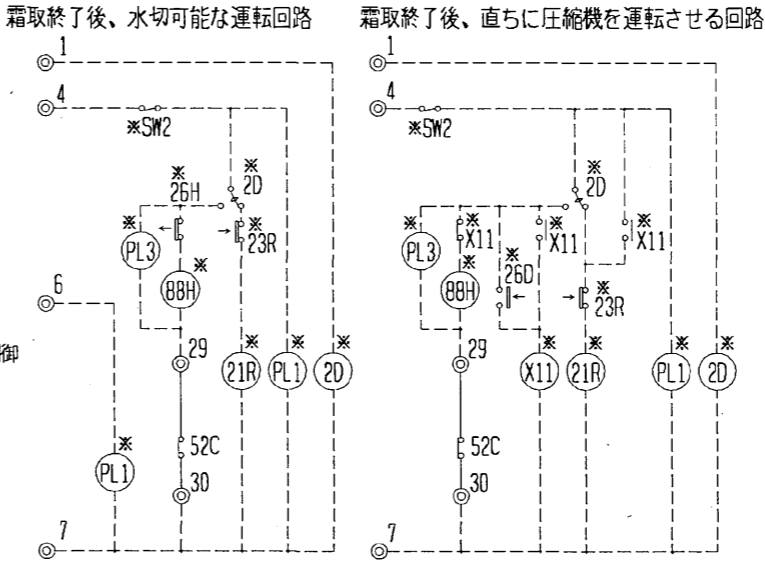 霜取終了後、水切可能な運転回路
1
4
※SW2
※
26H
※
2D
※
PL3
※
23R
※
88H
6
29
※
21R
※
PL1
※
2D
御
52C
※
PL1
30
7
霜取終了後、直ちに圧縮機を運転させる回路
1
4
※SW2
※
2D
※
PL3
※
X11
※
X11
※
X11
※
26D
※
88H
※
23R
29
※
X11
※
21R
※
PL1
※
2D
52C
30
7